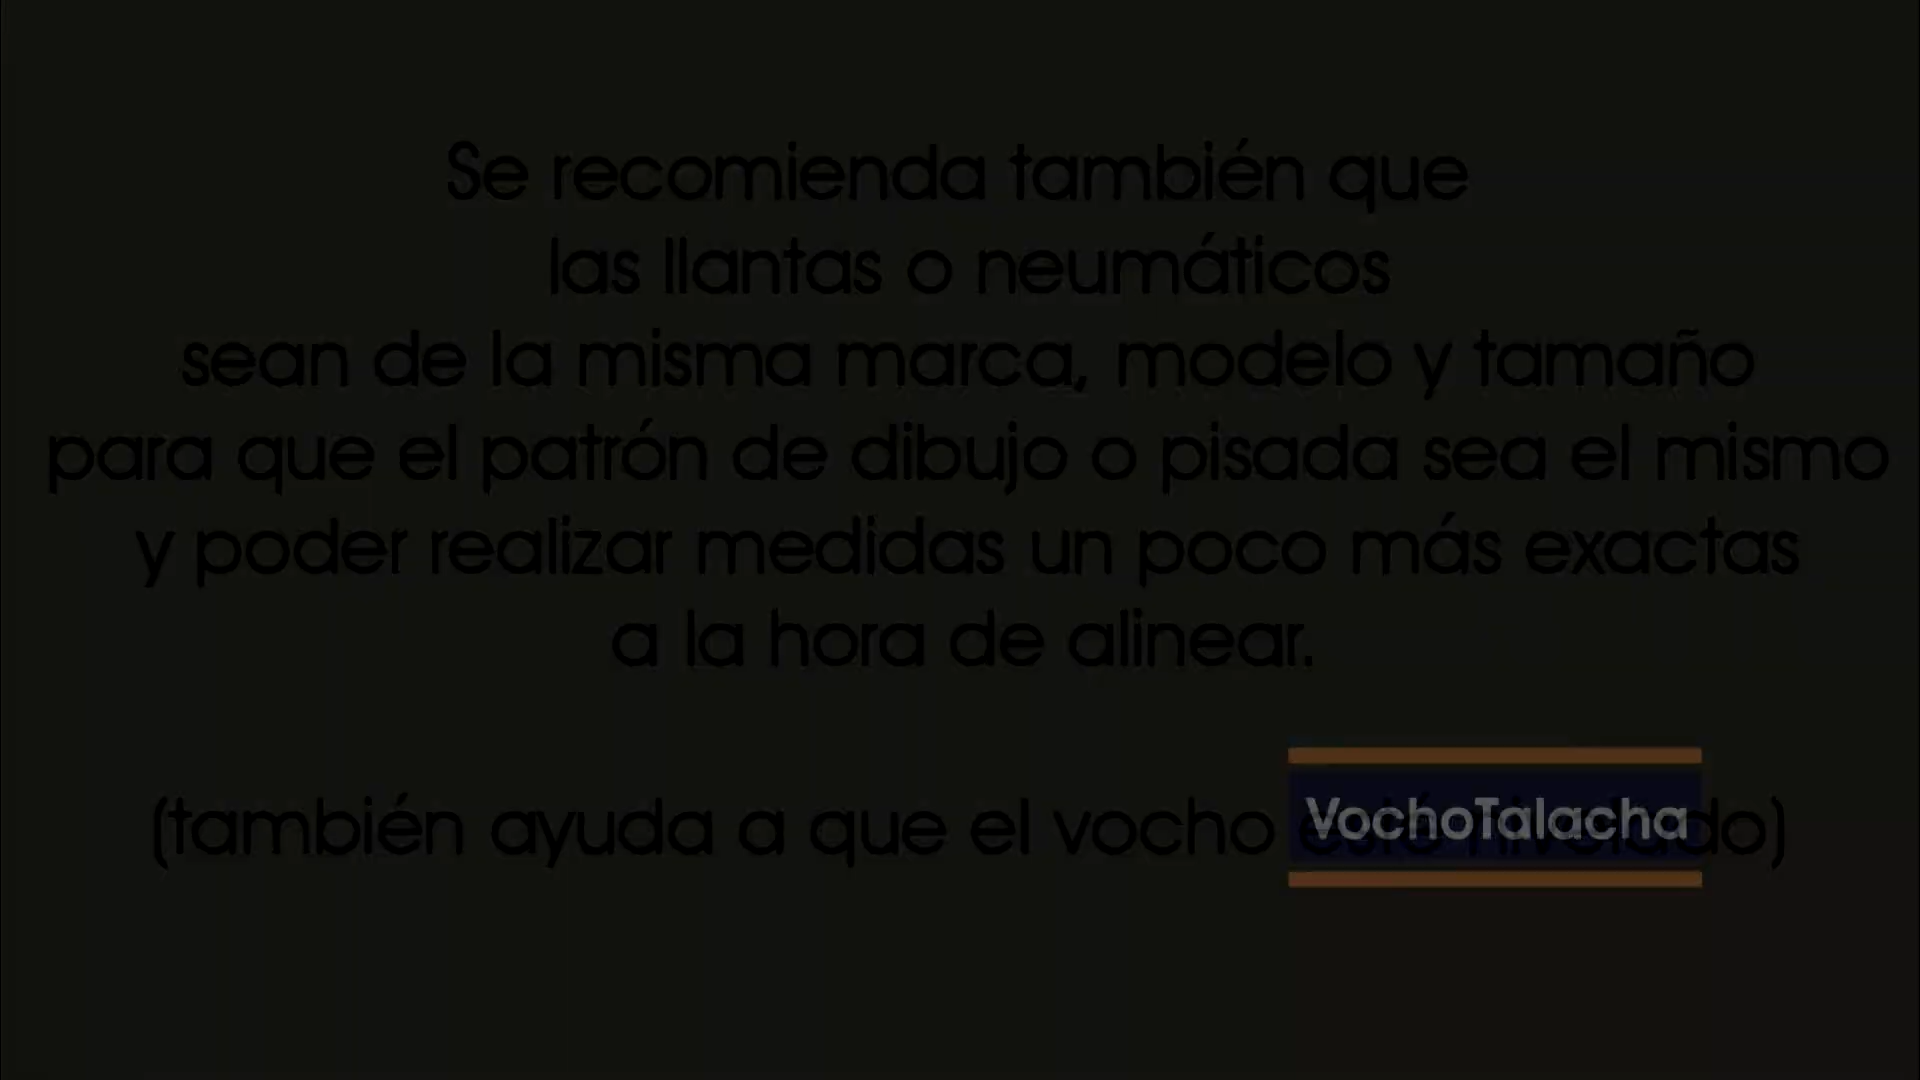 Se recomienda también que
las llantas o neumáticos
sean de la misma marca, modelo y tamaño
para que el patrón de dibujo o pisada sea el mismo
y poder realizar medidas un poco más exactas
a la hora de alinear.
(también ayuda a que el vocho esté nivelado)
VochoTalacha